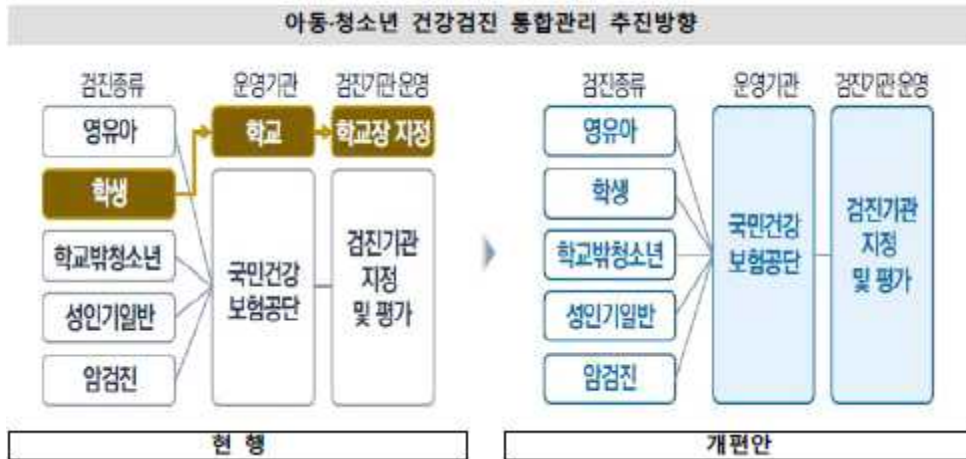 아동·청소년 건강검진 통합관리 추진방향
검진종류 운영기관 검진기관 운영
영유아
학생
학교밖청소년
성인기일반
암검진
학교
학교장 지정
국민건강
보험공단
검진기관
지정
및 평가
현 행
검진종류 운영기관 검진기관 운영
영유아
학생
학교밖청소년
성인기일반
암검진
국민건강
보험공단
검진기관
지정
및 평가
개편안